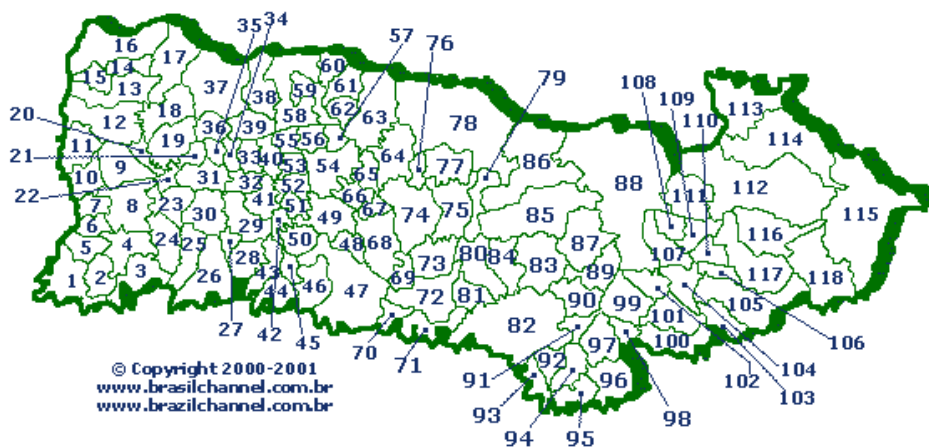 35 34 57 76
16 60 79
17 108
14 59 61 109
15 37 38 110 113
13 58 62 63 78
20 18 114
12 36 39 55 56 86
21 11 19 33 40 53 54 64 88
10 9 31 32 52 65 77 112
22 7 8 23 41 51 66 111 115
6 30 29 49 67 74 75 85
5 4 24 25 50 48 68 87 107 116
1 2 3 26 28 43 44 46 47 69 73 80 84 83 89 117 118
72 81 90 99 101 105
27 42 45 70 71 82 100 106
91 92 97 102 104 103
93 94 95 96 98
© Copyright 2000-2001
www.brasilchannel.com.br
www.brazilchannel.com.br